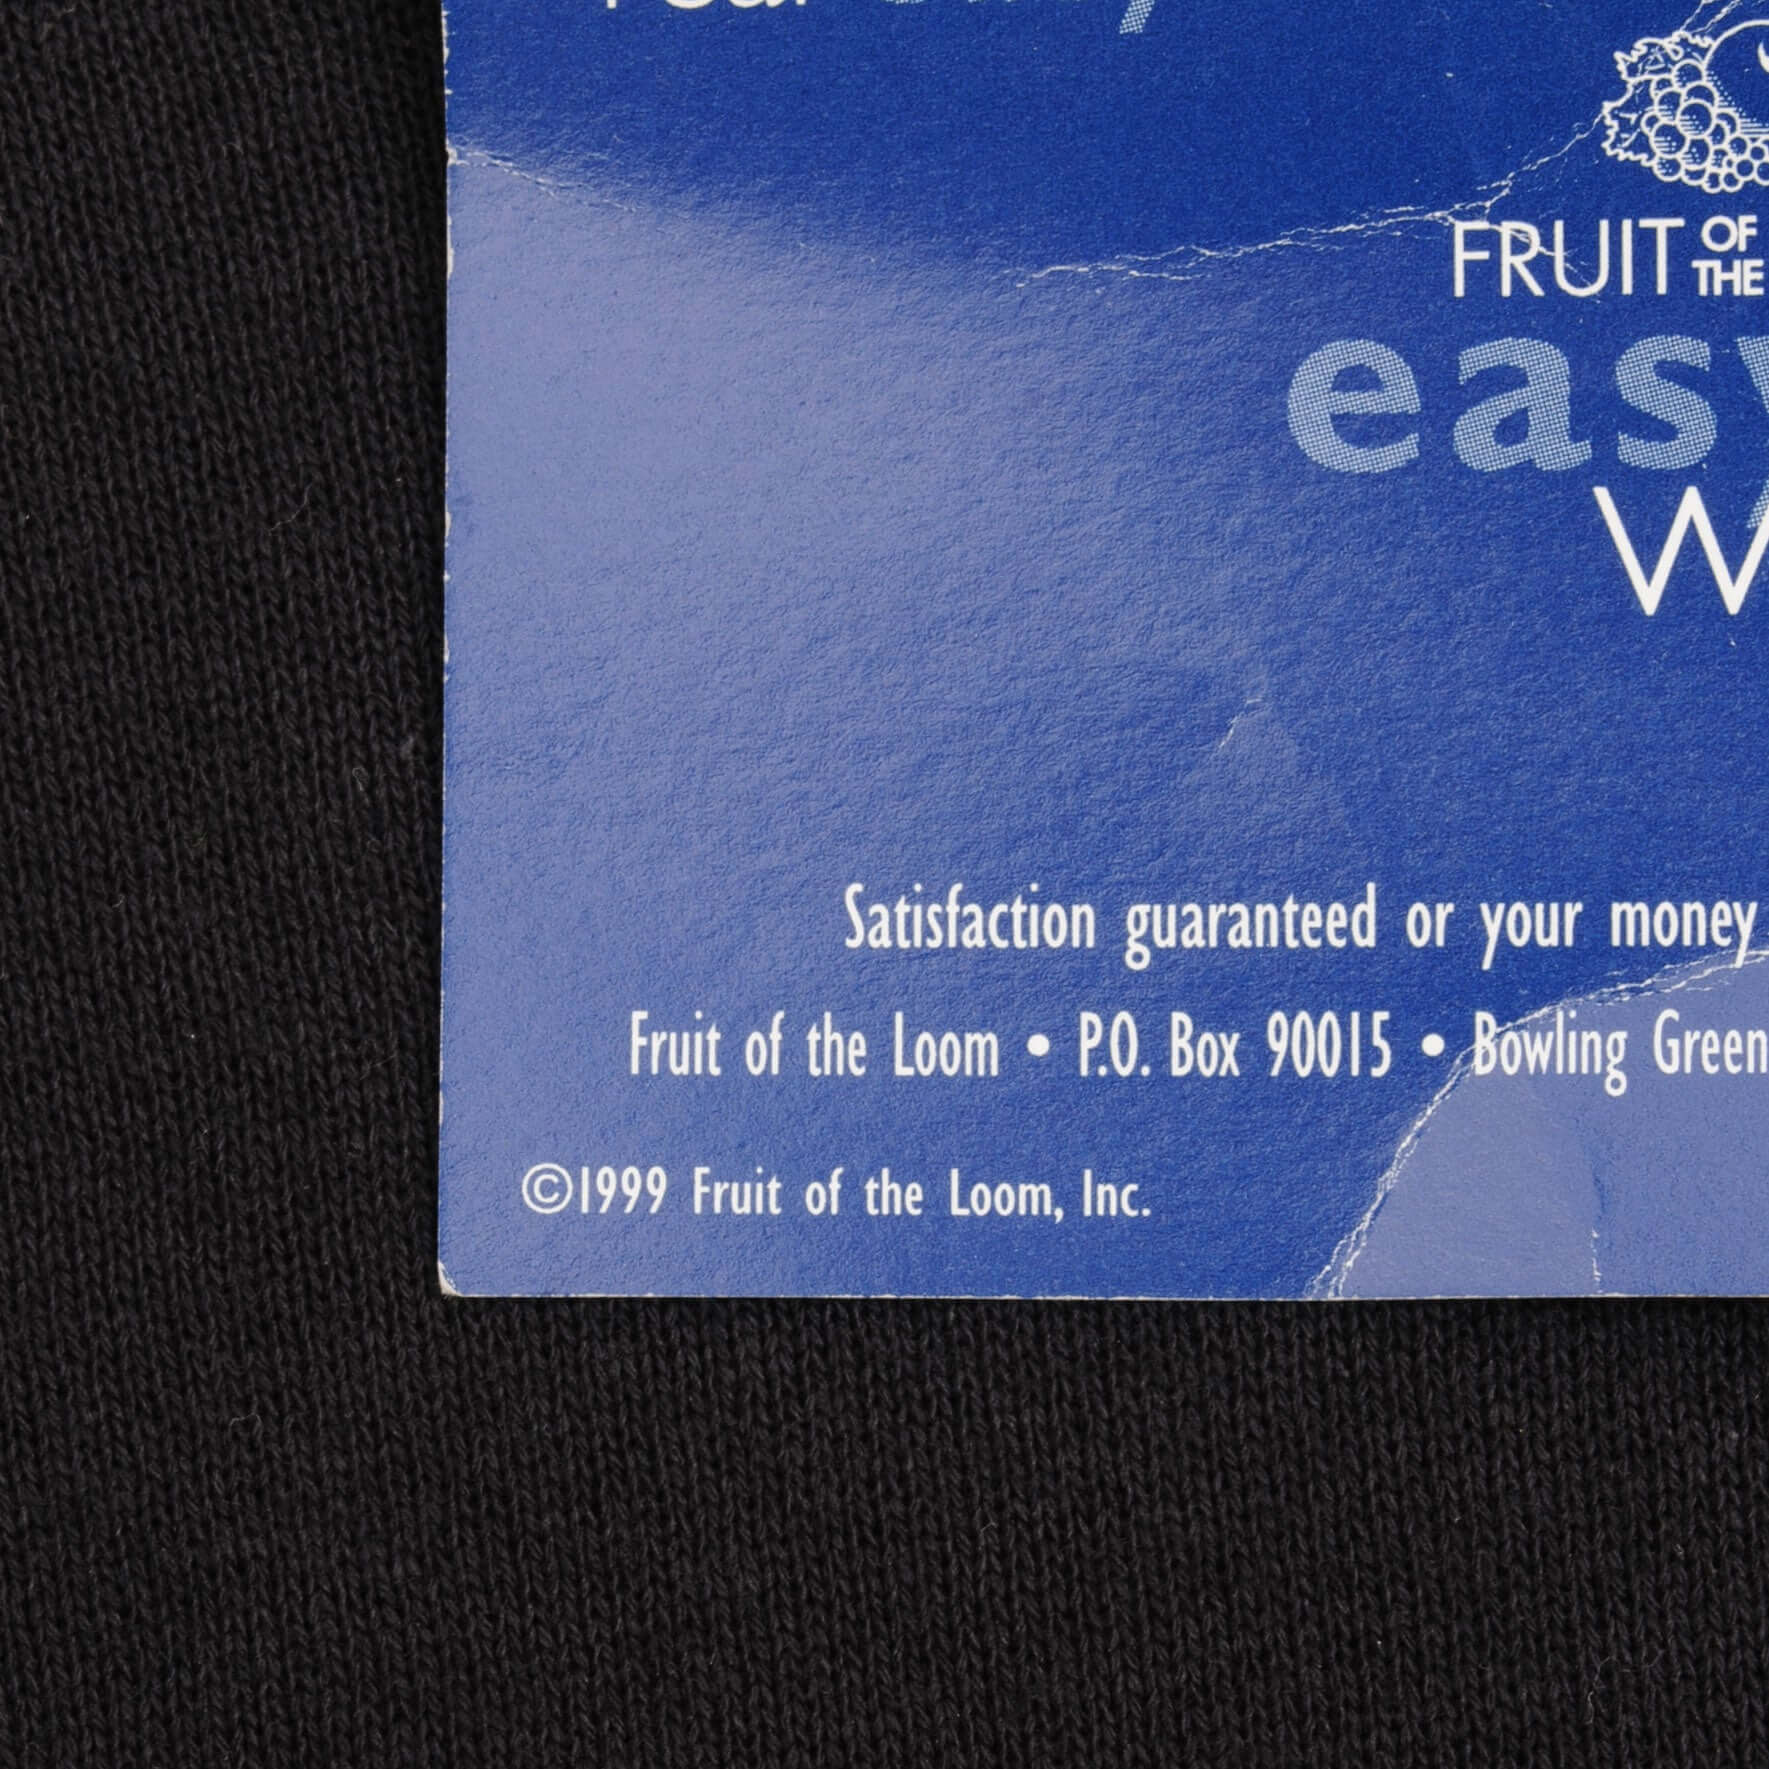 FRUIT OF THE
easy
W
Satisfaction guaranteed or your money
Fruit of the Loom • P.O. Box 90015 • Bowling Green
©1999 Fruit of the Loom, Inc.